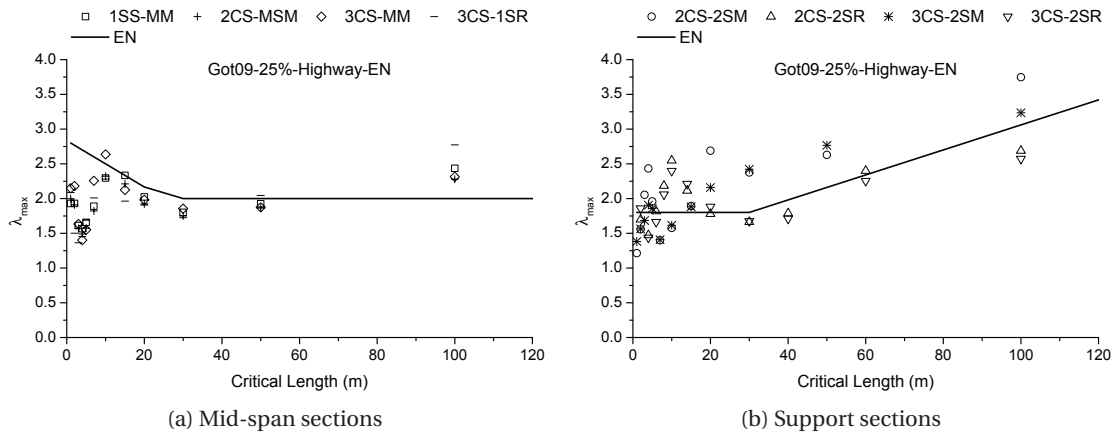 1SS-MM 2CS-MSM 3CS-MM 3CS-1SR
EN
Got09-25%-Highway-EN
4.0
3.5
3.0
2.5
2.0
1.5
1.0
0.5
0.0
λmax
0 20 40 60 80 100 120
Critical Length (m)
(a) Mid-span sections
2CS-2SM 2CS-2SR 3CS-2SM 3CS-2SR
EN
Got09-25%-Highway-EN
4.0
3.5
3.0
2.5
2.0
1.5
1.0
0.5
0.0
λmax
0 20 40 60 80 100 120
Critical Length (m)
(b) Support sections